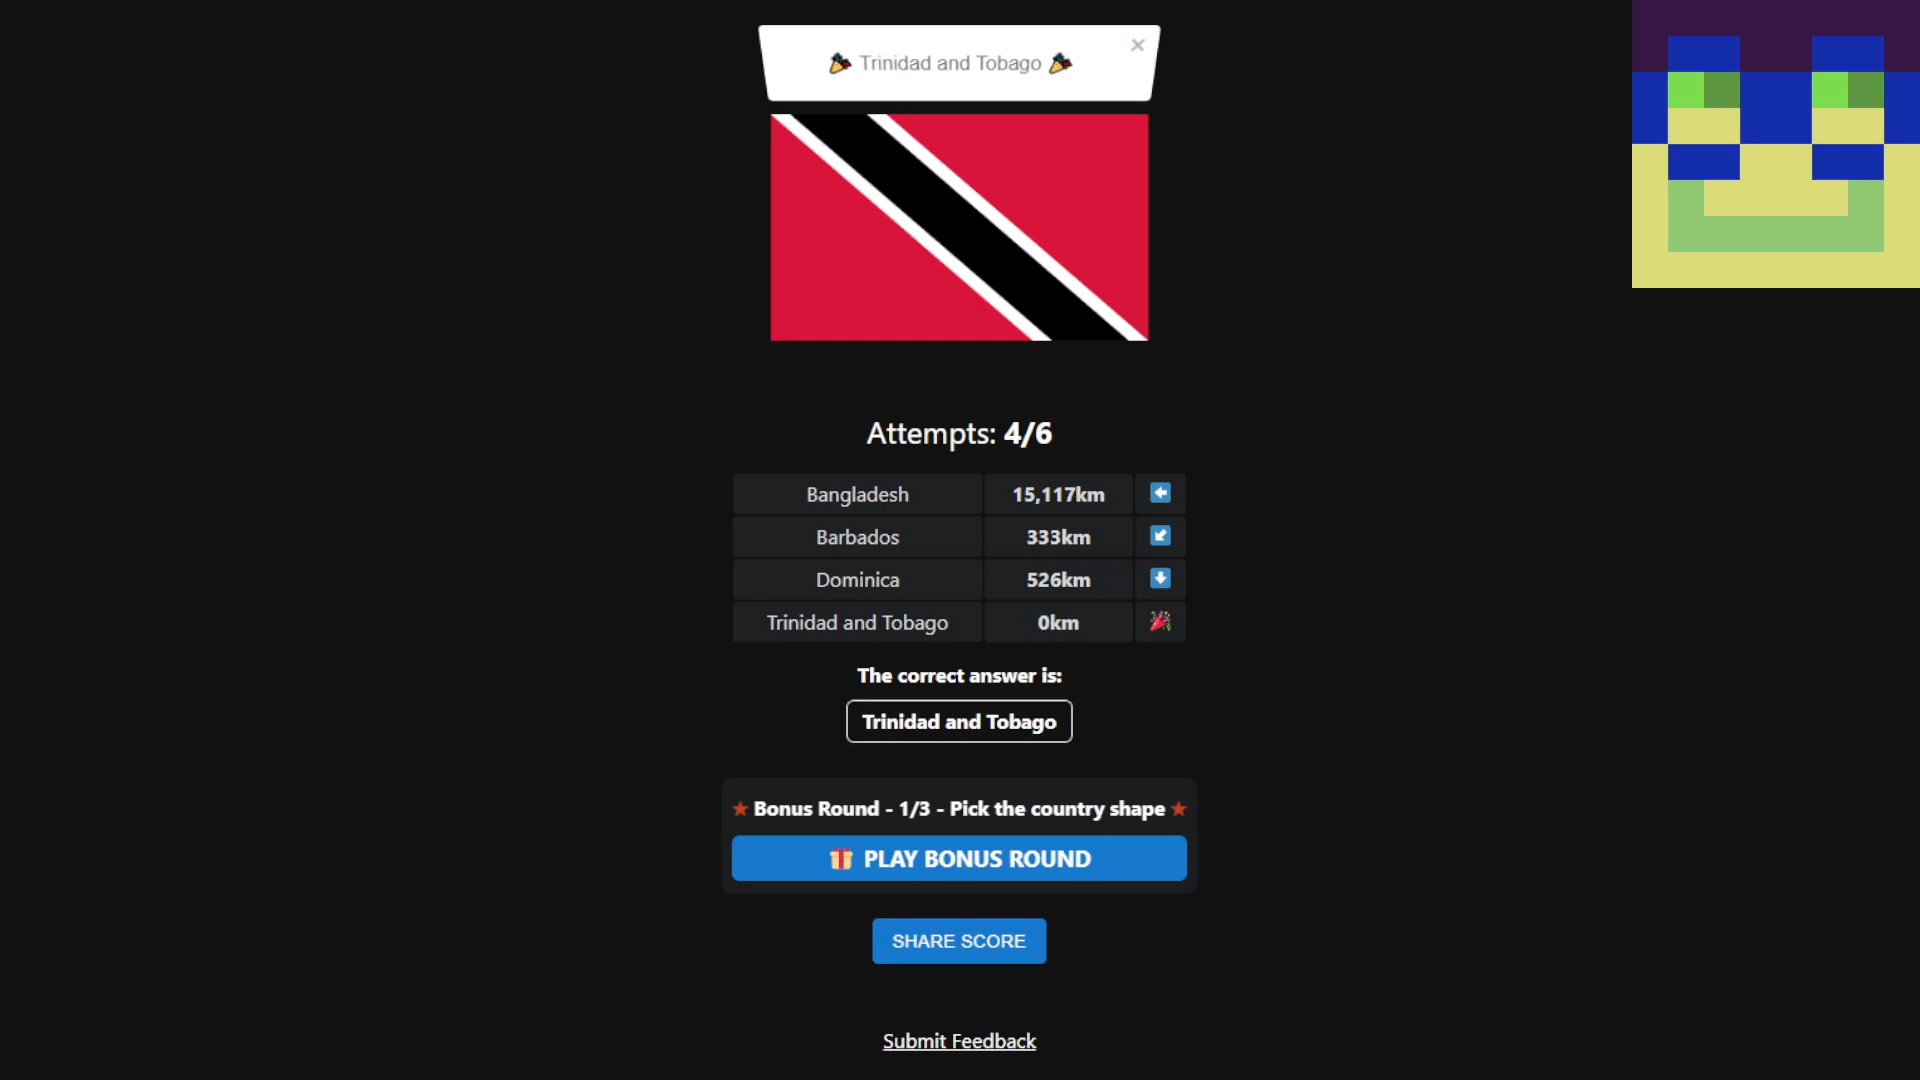 Trinidad and Tobago
Attempts: 4/6
Bangladesh 15,117km
Barbados 333km
Dominica 526km
Trinidad and Tobago 0km
The correct answer is:
Trinidad and Tobago
Bonus Round - 1/3 - Pick the country shape
PLAY BONUS ROUND
SHARE SCORE
Submit Feedback